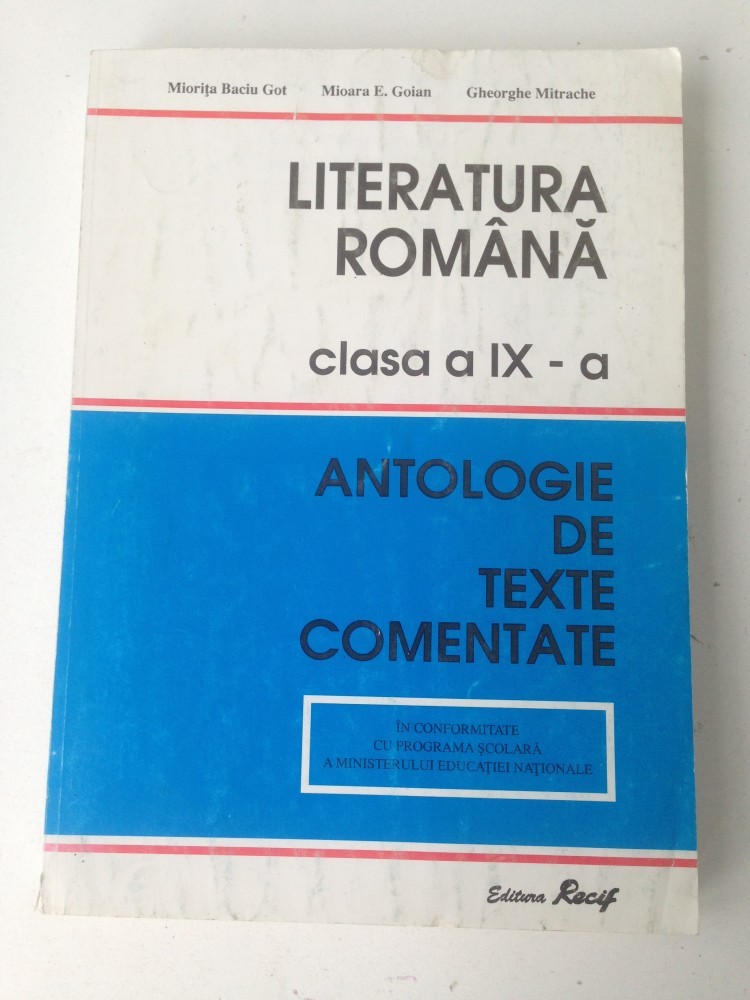 Miorița Baciu Got Mioara E. Goian Gheorghe Mitrache
LITERATURA
ROMÂNĂ
clasa a IX - a
ANTOLOGIE
DE
TEXTE
COMENTATE
ÎN CONFORMITATE
CU PROGRAMA ȘCOLARĂ
A MINISTERULUI EDUCAȚIEI NAȚIONALE
Editura Recif